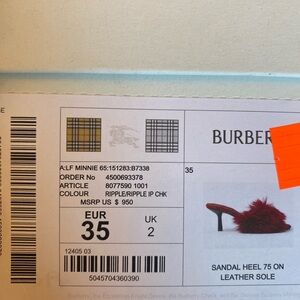 BURBER
A:LF MINNIE 65:151283:B7338
ORDER No 4500693378
ARTICLE 8077590 1001
COLOUR RIPPLE/RIPPLE IP CHK
MSRP US $ 950
EUR
35
UK
2
12405 03
5045704360390
35
SANDAL HEEL 75 ON
LEATHER SOLE